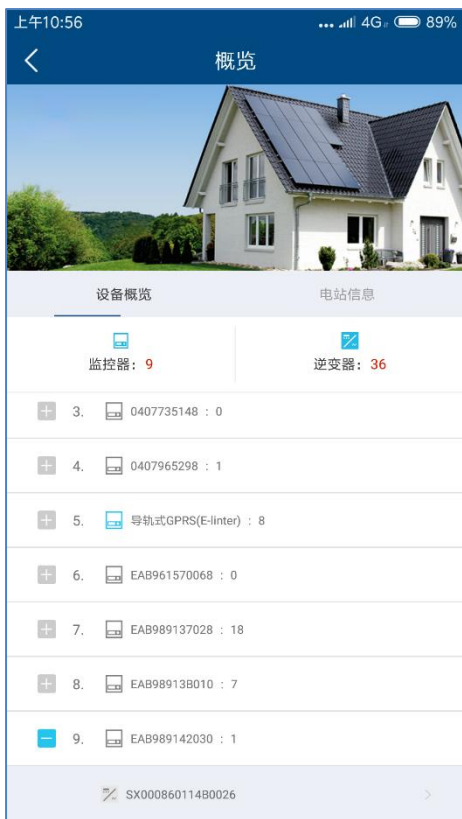 上午10:56 ... 4G 89%
概览
设备概览 电站信息
监控器：9 逆变器：36
3. 0407735148 : 0
4. 0407965298 : 1
5. 导轨式GPRS(E-linter) : 8
6. EAB961570068 : 0
7. EAB989137028 : 18
8. EAB98913B010 : 7
9. EAB989142030 : 1
SX000860114B0026